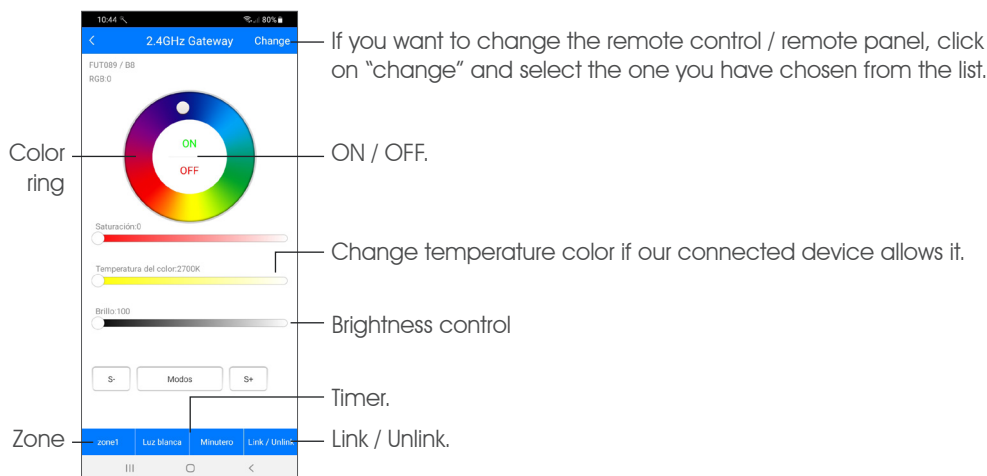 10:44 80%
2.4GHz Gateway Change
FUT089 / B8
RGB:0
ON
OFF
Saturación:0
Temperatura del color:2700K
Brillo:100
S- Modos S+
zone1 Luz blanca Minutero Link / Unlink
If you want to change the remote control / remote panel, click
on “change” and select the one you have chosen from the list.
Color
ring
ON / OFF.
Change temperature color if our connected device allows it.
Brightness control
Timer.
Zone
Link / Unlink.